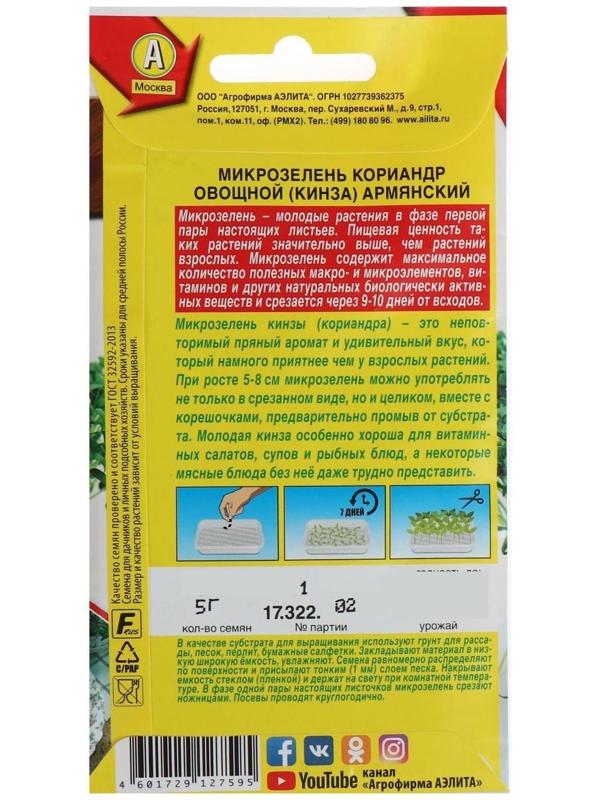 А
Москва
ООО "Агрофирма АЭЛИТА". ОГРН 1027739362375
Россия,127051, г. Москва, пер. Сухаревский М., д.9, стр.1,
пом.1, ком.11, оф. (РМХ2). Тел.: (499) 180 80 96. www.ailita.ru
МИКРОЗЕЛЕНЬ КОРИАНДР
ОВОЩНОЙ (КИНЗА) АРМЯНСКИЙ
Микрозелень – молодые растения в фазе первой
пары настоящих листьев. Пищевая ценность та-
ких растений значительно выше, чем растений
взрослых. Микрозелень содержит максимальное
количество полезных макро- и микроэлементов, ви-
таминов и других натуральных биологически актив-
ных веществ и срезается через 9-10 дней от всходов.
Микрозелень кинзы (кориандра) – это непов-
торимый пряный аромат и удивительный вкус, ко-
торый намного приятнее чем у взрослых растений.
При росте 5-8 см микрозелень можно употреблять
не только в срезанном виде, но и целиком, вместе с
корешочками, предварительно промыв от субстра-
та. Молодая кинза особенно хороша для витамин-
ных салатов, супов и рыбных блюд, а некоторые
мясные блюда без неё даже трудно представить.
7 ДНЕЙ
1
5Г 17.322. 02
кол-во семян № партии урожай
В качестве субстрата для выращивания используют грунт для расса-
ды, песок, перлит, бумажные салфетки. Закладывают материал в низ-
кую широкую ёмкость, увлажняют. Семена равномерно распределяют
по поверхности и присыпают тонким (1 мм) слоем песка. Накрывают
емкость стеклом (пленкой) и держат на свету при комнатной темпера-
туре. В фазе одной пары настоящих листочков микрозелень срезают
ножницами. Посевы проводят круглогодично.
Качество семян проверено и соответствует ГОСТ 32592-2013
Семена для дачников и личных подсобных хозяйств. Сроки указаны для средней полосы России.
Размер и качество растений зависит от условий выращивания.
C/PAP
4 601729 127595
YouTube канал
«Агрофирма АЭЛИТА»